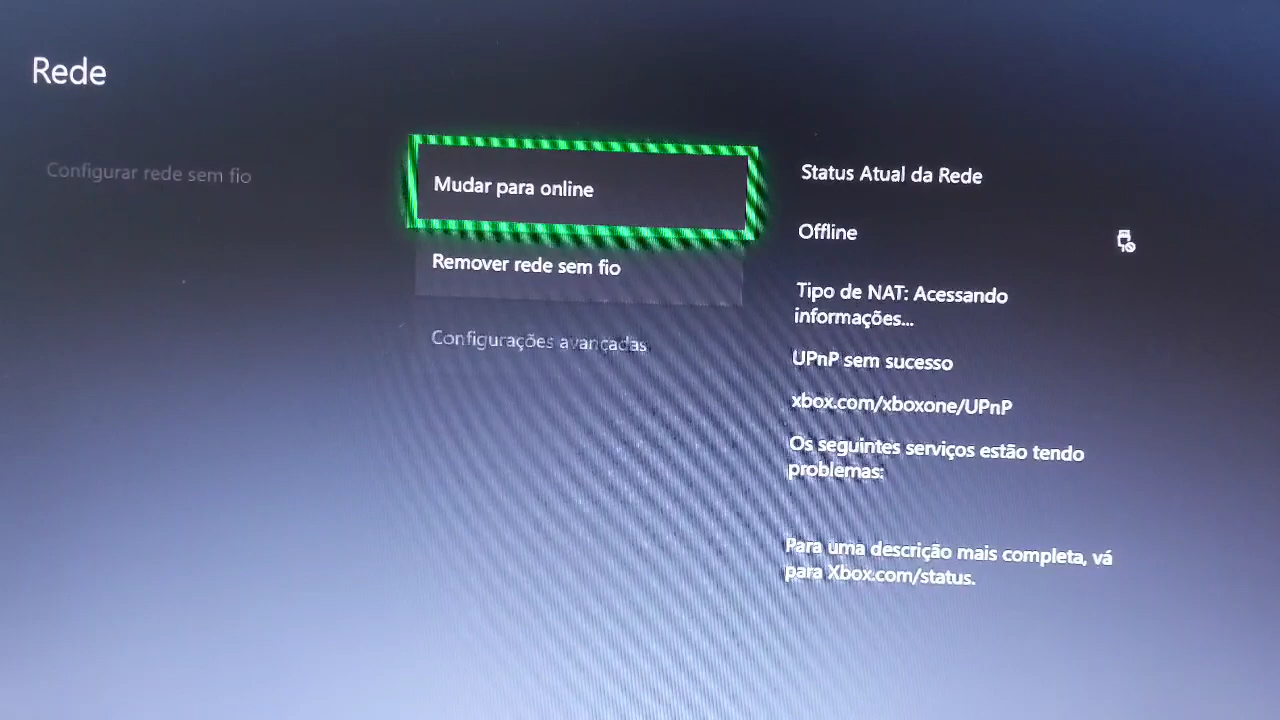 Rede
Configurar rede sem fio
Mudar para online
Remover rede sem fio
Configurações avançadas
Status Atual da Rede
Offline
Tipo de NAT: Acessando
informações...
UPnP sem sucesso
xbox.com/xboxone/UPnP
Os seguintes serviços estão tendo
problemas:
Para uma descrição mais completa, vá
para Xbox.com/status.